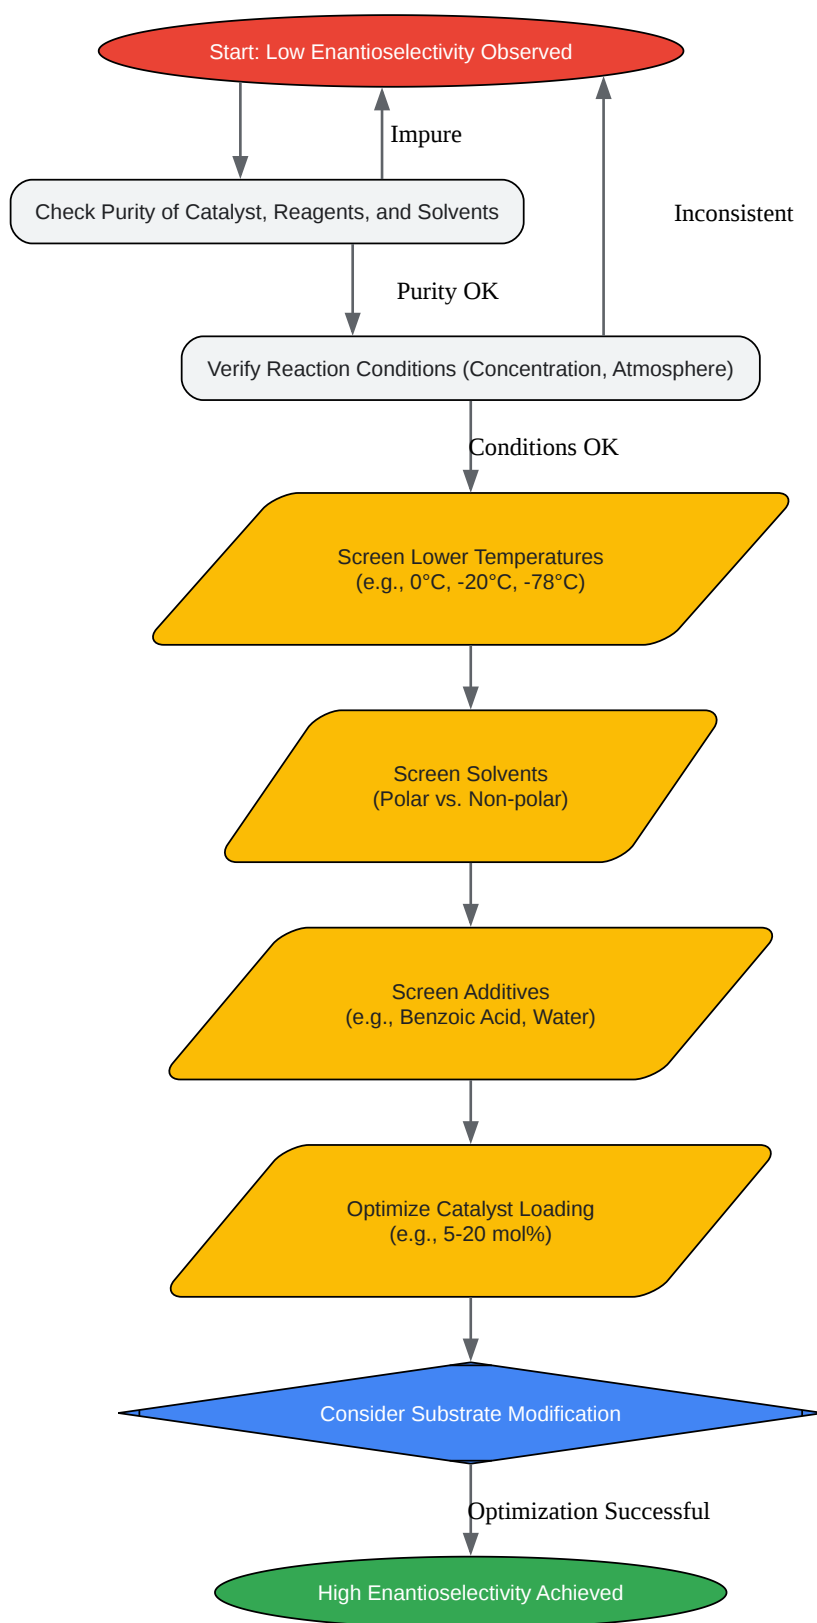 Start: Low Enantioselectivity Observed
Impure
Check Purity of Catalyst, Reagents, and Solvents
Inconsistent
Purity OK
Verify Reaction Conditions (Concentration, Atmosphere)
Conditions OK
Screen Lower Temperatures
(e.g., 0°C, -20°C, -78°C)
Screen Solvents
(Polar vs. Non-polar)
Screen Additives
(e.g., Benzoic Acid, Water)
Optimize Catalyst Loading
(e.g., 5-20 mol%)
Consider Substrate Modification
Optimization Successful
High Enantioselectivity Achieved